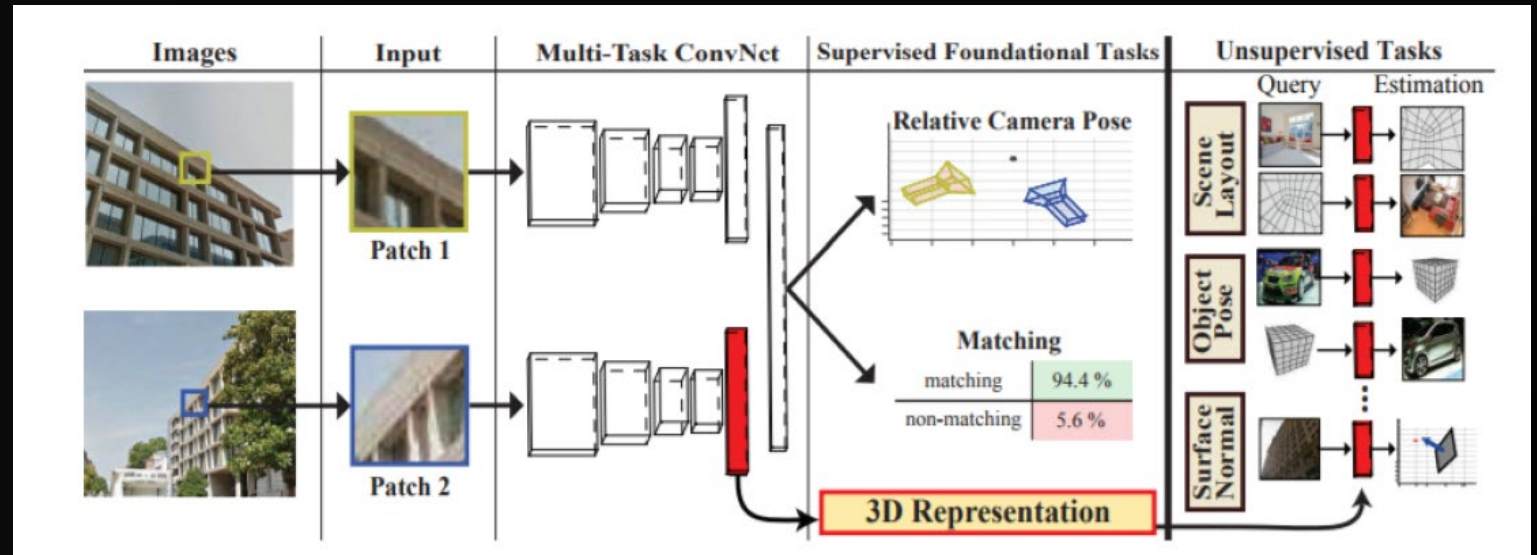 Images
Input
Multi-Task ConvNct
Supervised Foundational Tasks
Unsupervised Tasks
Query
Estimation
Patch 1
Patch 2
Relative Camera Pose
Matching
matching
94.4 %
non-matching
5.6 %
3D Representation
Scene
Layout
Object
Pose
Surface
Normal